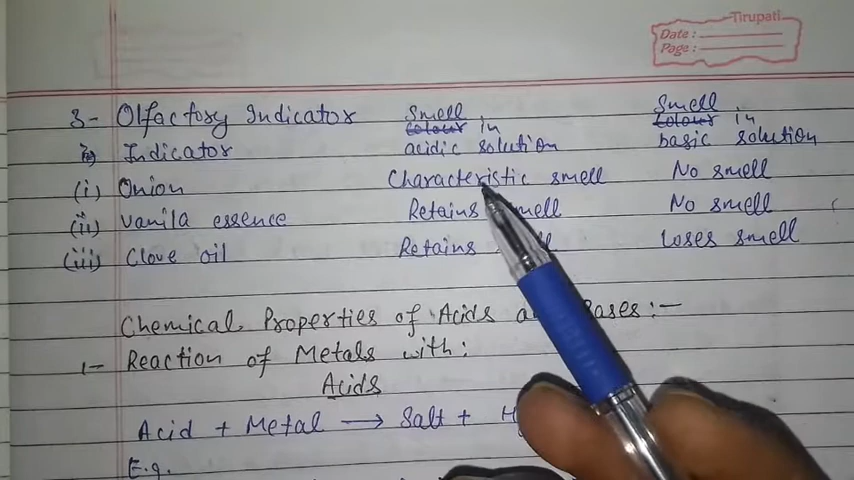 Tirupati
Date :
Page :
3- Olfactory Indicator Smell Smell
colour in colour in
Indicator acidic solution basic solution
(i) Onion Characteristic smell No smell
(ii) Vanila essence Retains smell No smell
(iii) Clove oil Retains loses smell
Chemical Properties of Acids Bases :-
1- Reaction of Metals with :
Acids
Acid + Metal → Salt + H
E.g.